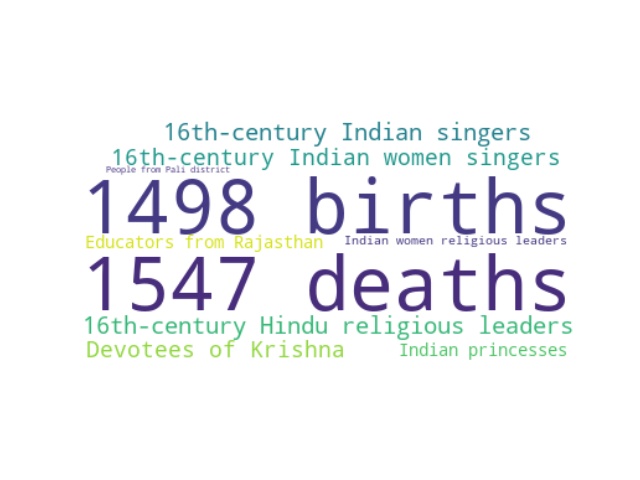 16th-century Indian singers
16th-century Indian women singers
People from Pali district
1498 births
Educators from Rajasthan
Indian women religious leaders
1547 deaths
16th-century Hindu religious leaders
Devotees of Krishna
Indian princesses